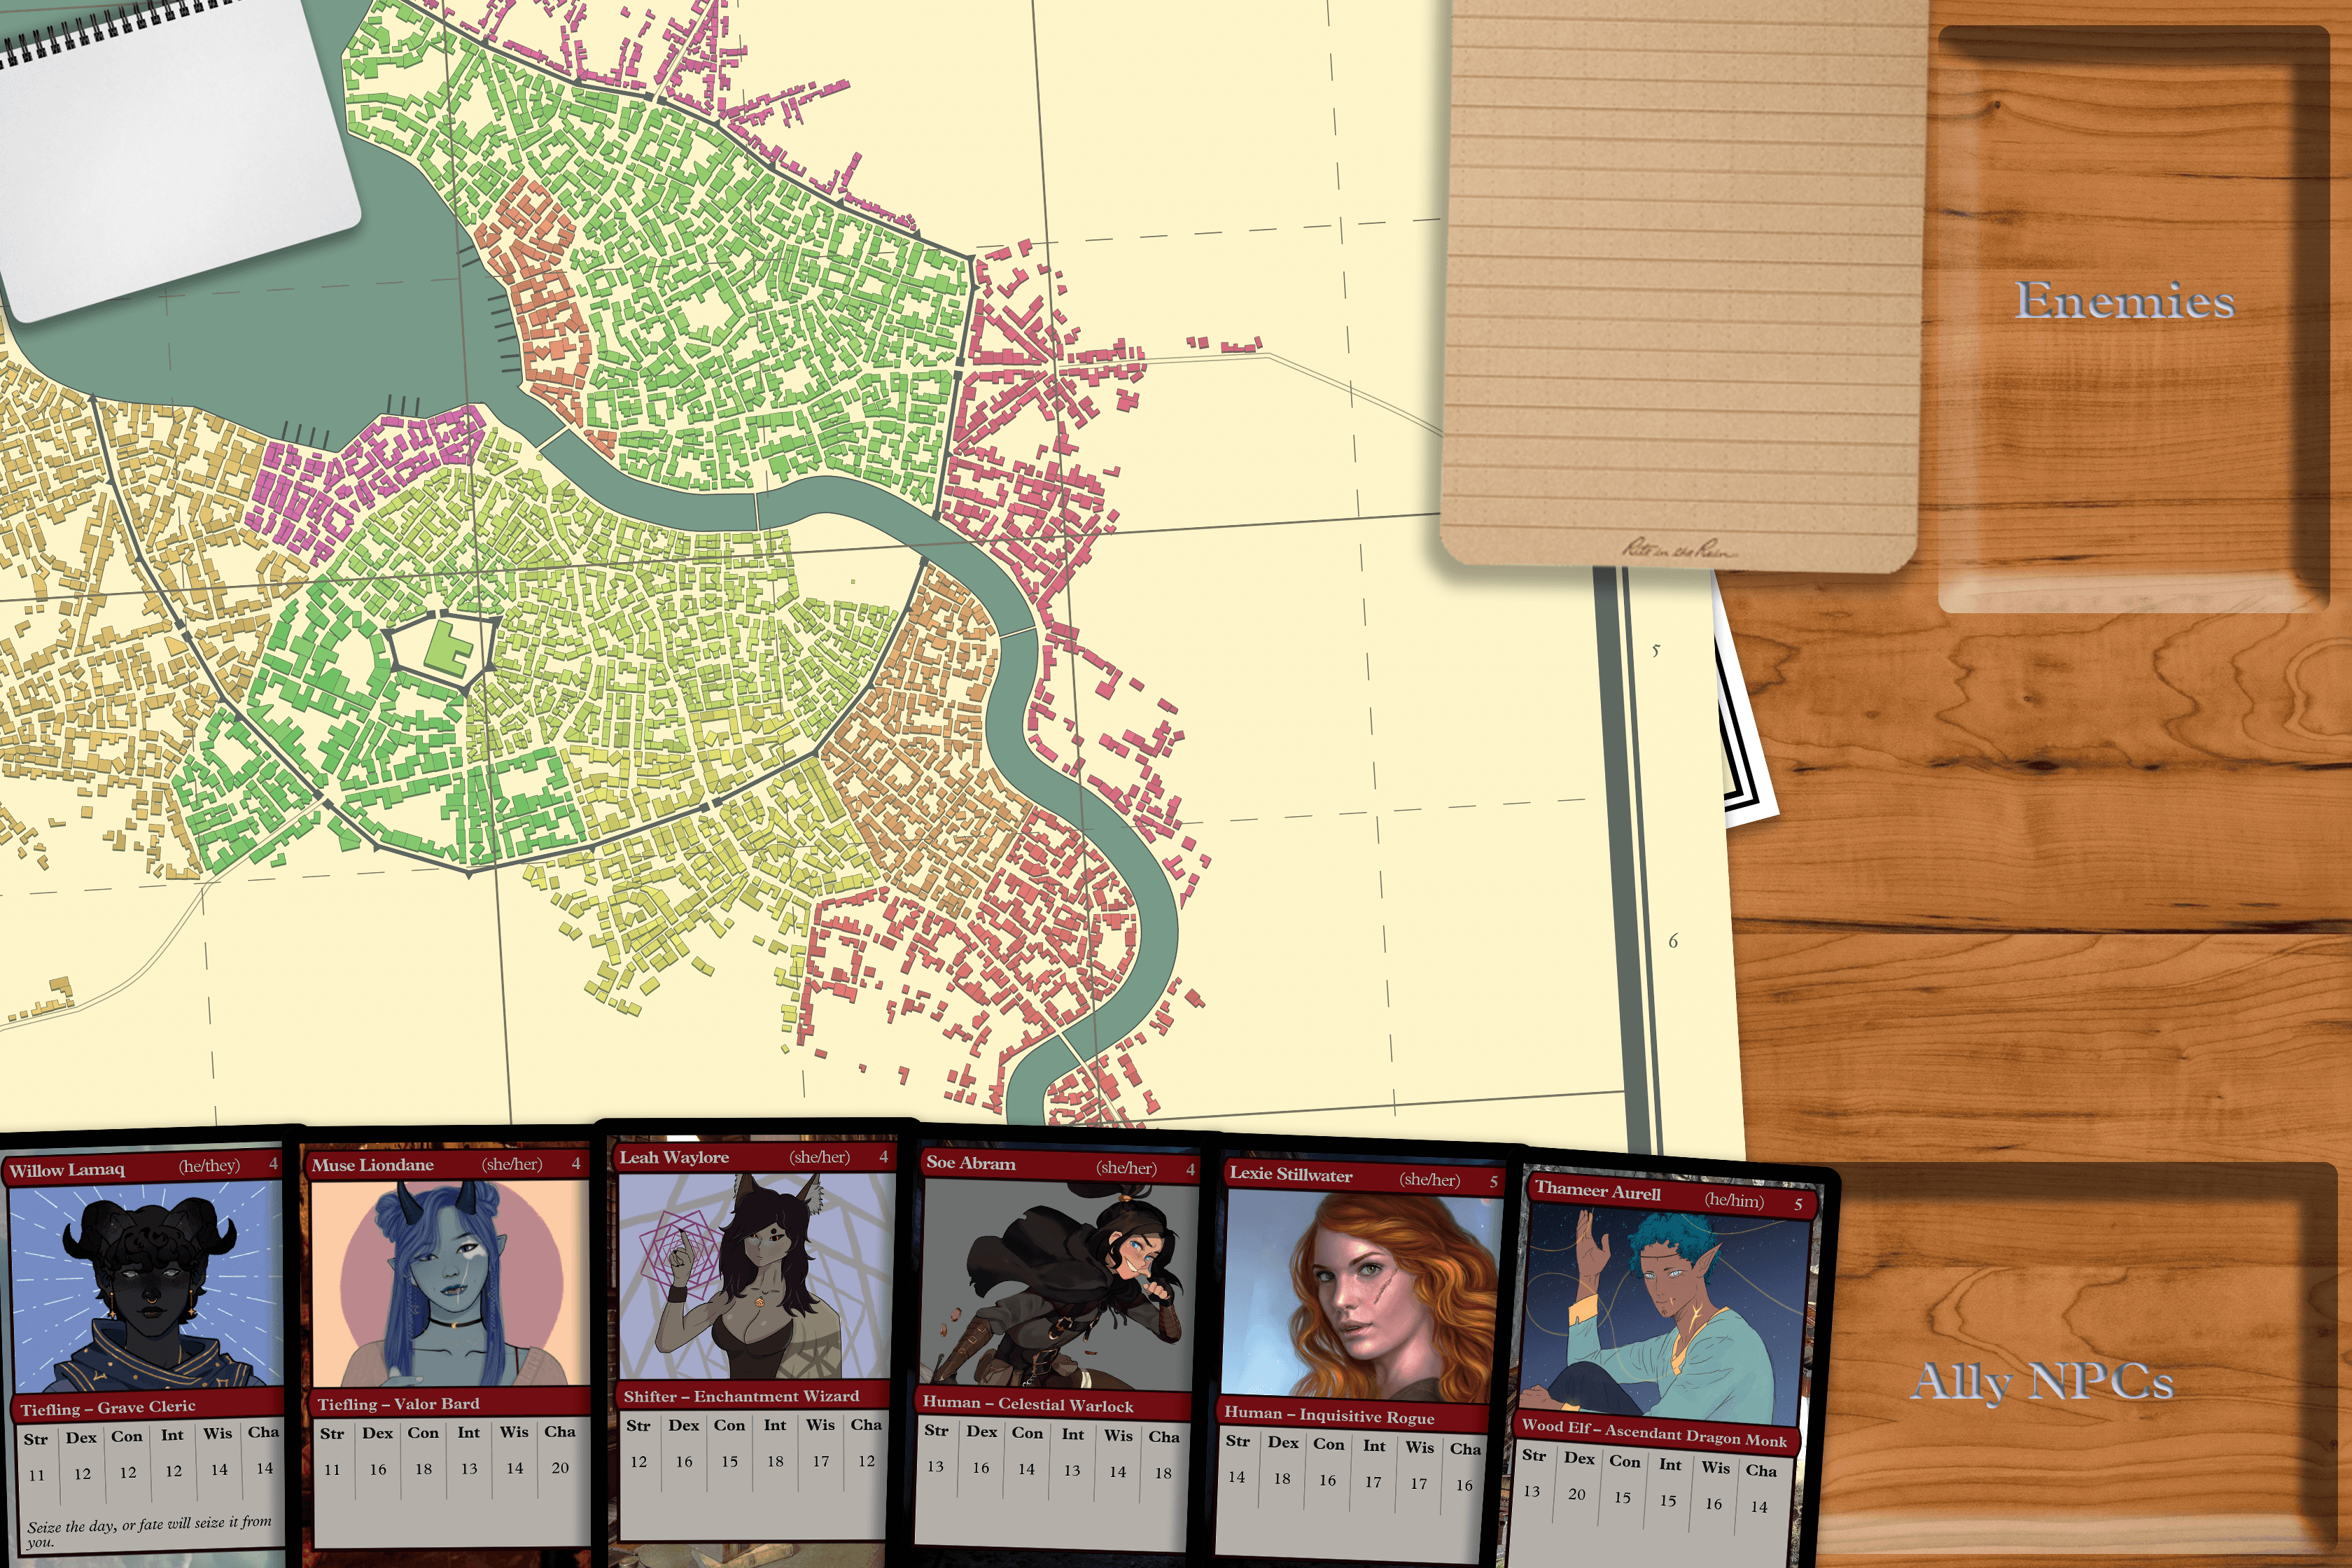 Enemies
Rite in the Rain
5
6
Willow Lamaq (he/they) 4
Tiefling – Grave Cleric
Str Dex Con Int Wis Cha
11 12 12 12 14 14
Seize the day, or fate will seize it from
you.
Muse Liondane (she/her) 4
Tiefling – Valor Bard
Str Dex Con Int Wis Cha
11 16 18 13 14 20
Leah Waylore (she/her) 4
Shifter – Enchantment Wizard
Str Dex Con Int Wis Cha
12 16 15 18 17 12
Soe Abram (she/her) 4
Human – Celestial Warlock
Str Dex Con Int Wis Cha
13 16 14 13 14 18
Lexie Stillwater (she/her) 5
Human – Inquisitive Rogue
Str Dex Con Int Wis Cha
14 18 16 17 17 16
Thameer Aurell (he/him) 5
Wood Elf – Ascendant Dragon Monk
Str Dex Con Int Wis Cha
13 20 15 15 16 14
Ally NPCs